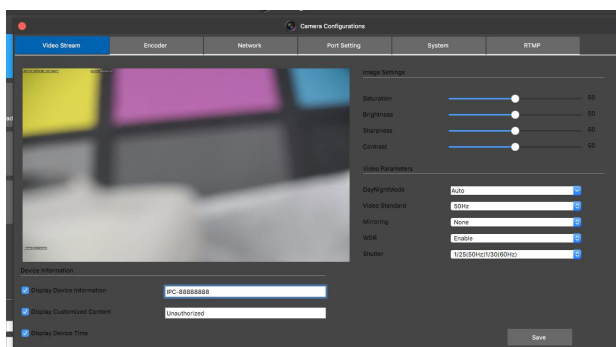 Camera Configurations
Video Stream
Encoder
Network
Port Setting
System
RTMP
Image Settings
Saturation
50
Brightness
50
Sharpness
50
Contrast
50
Video Parameters
DayNightMode
Auto
Video Standard
50Hz
Mirroring
None
WDR
Enable
Shutter
1/25(50Hz)1/30(60Hz)
Device Information
Display Device Information
IPC-88888888
Display Customized Content
Unauthorized
Display Device Time
Save